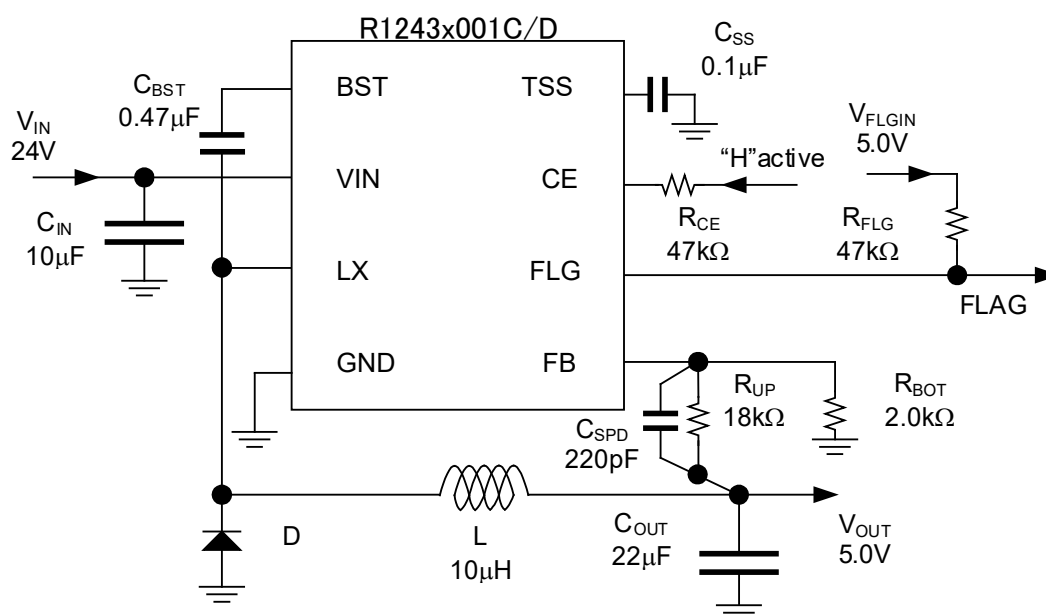 R1243x001C/D
CSS
0.1μF
CBST
0.47μF
BST
TSS
VIN
24V
VFLGIN
5.0V
"H"active
VIN
CE
CIN
10μF
RCE
47kΩ
RFLG
47kΩ
LX
FLG
FLAG
GND
FB
RUP
18kΩ
RBOT
2.0kΩ
CSPD
220pF
D
L
10μH
COUT
22μF
VOUT
5.0V